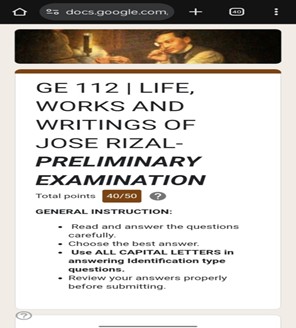 docs.google.com.
40
GE 112 | LIFE,
WORKS AND
WRITINGS OF
JOSE RIZAL-
PRELIMINARY
EXAMINATION
Total points 40/50 ?
GENERAL INSTRUCTION:
• Read and answer the questions
carefully.
• Choose the best answer.
• Use ALL CAPITAL LETTERS in
answering Identification type
questions.
• Review your answers properly
before submitting.